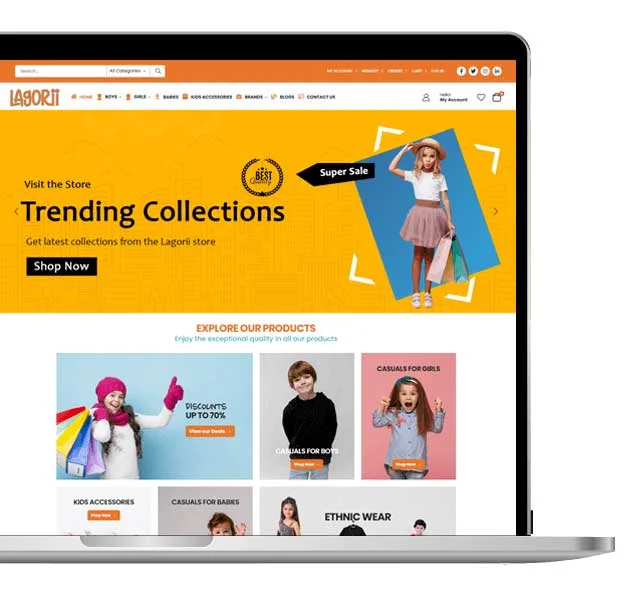 Search...
All Categories
MY ACCOUNT
WISHLIST
CART
LOG IN
LAGORII
HOME
BOYS
GIRLS
BABIES
KIDS ACCESSORIES
BRANDS
BLOGS
CONTACT US
Hello!
My Account
Visit the Store
BEST
Quality
Super Sale
Trending Collections
Get latest collections from the Lagorii store
Shop Now
EXPLORE OUR PRODUCTS
Enjoy the exceptional quality in all our products
DISCOUNTS
UP TO 70%
View our Deals
CASUALS FOR BOYS
Shop Now
CASUALS FOR GIRLS
Shop Now
KIDS ACCESSORIES
Shop Now
CASUALS FOR BABIES
ETHNIC WEAR